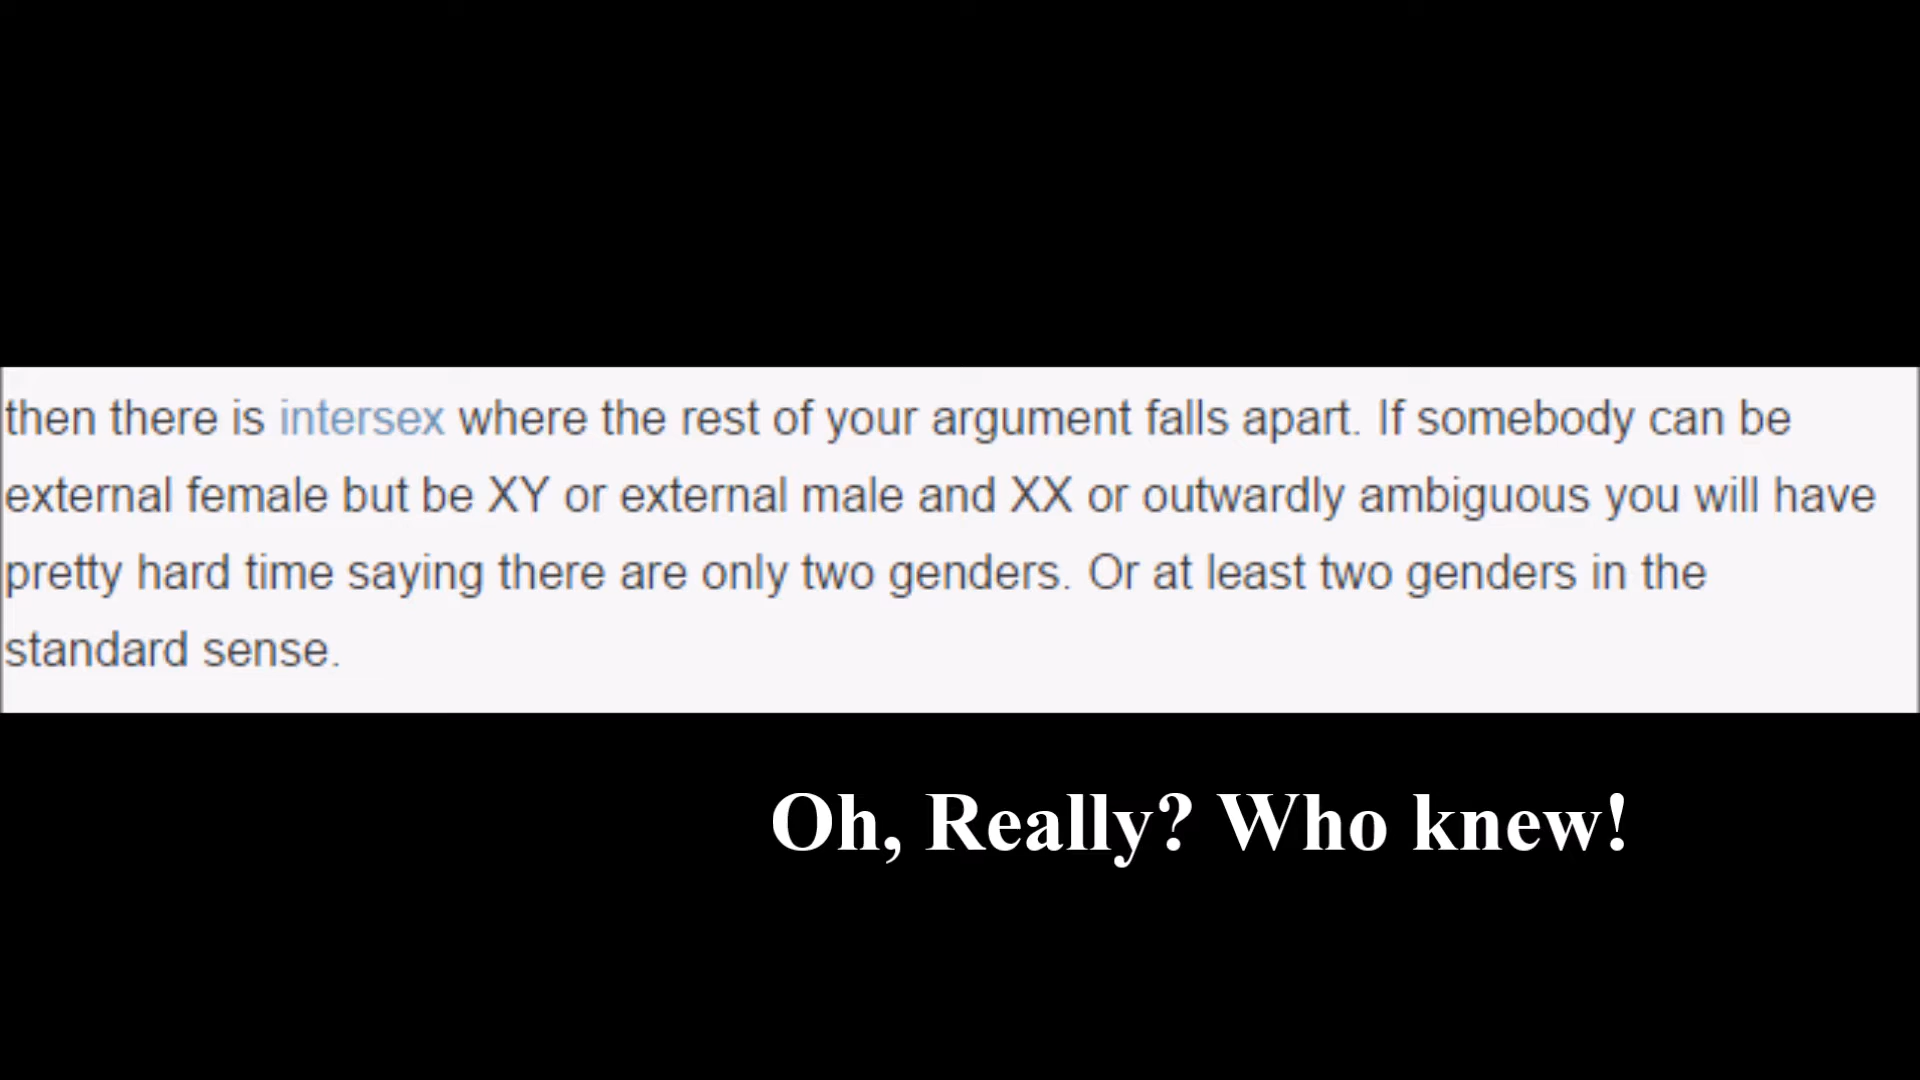 then there is intersex where the rest of your argument falls apart. If somebody can be
external female but be XY or external male and XX or outwardly ambiguous you will have
pretty hard time saying there are only two genders. Or at least two genders in the
standard sense.
Oh, Really? Who knew!